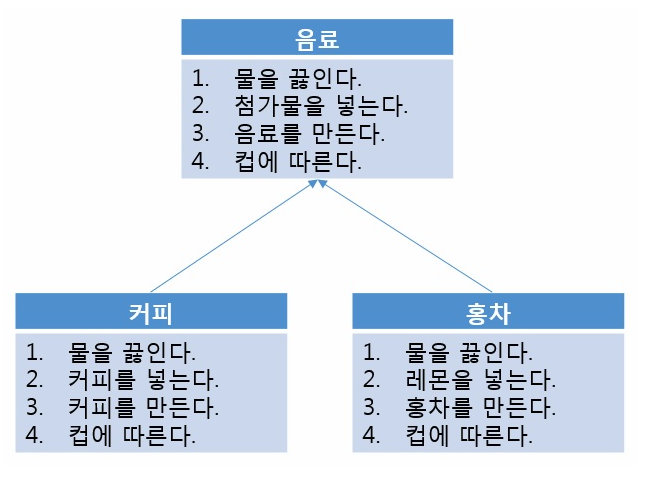 음료
1. 물을 끓인다.
2. 첨가물을 넣는다.
3. 음료를 만든다.
4. 컵에 따른다.
커피
1. 물을 끓인다.
2. 커피를 넣는다.
3. 커피를 만든다.
4. 컵에 따른다.
홍차
1. 물을 끓인다.
2. 레몬을 넣는다.
3. 홍차를 만든다.
4. 컵에 따른다.